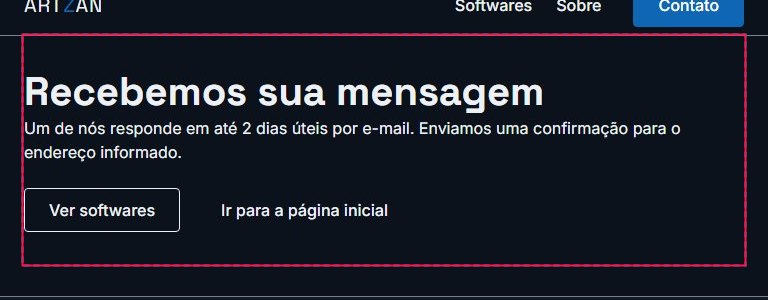 ARTZAN
Softwares Sobre Contato
Recebemos sua mensagem
Um de nós responde em até 2 dias úteis por e-mail. Enviamos uma confirmação para o
endereço informado.
Ver softwares Ir para a página inicial